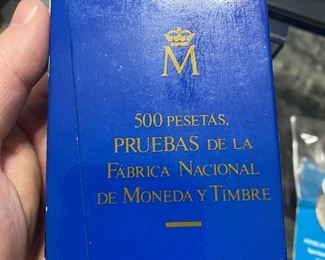 M
500 PESETAS.
PRUEBAS DE LA
FÁBRICA NACIONAL
DE MONEDA Y TIMBRE